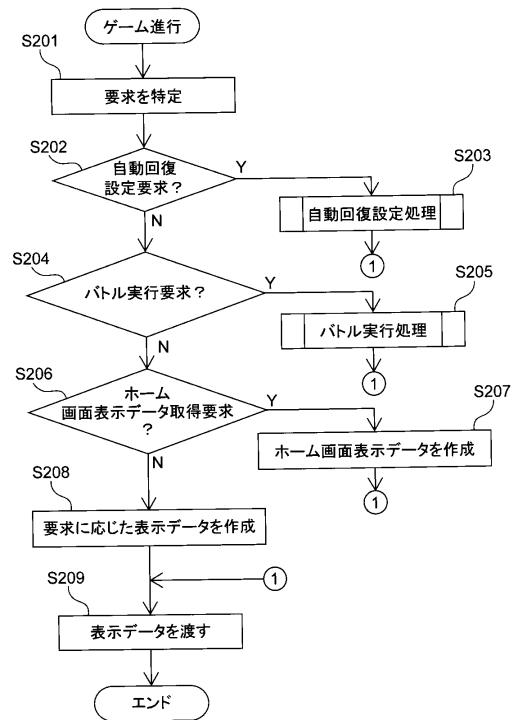 ゲーム進行
S201
要求を特定
S202
自動回復
設定要求？
Y
S203
自動回復設定処理
N
①
S204
バトル実行要求？
Y
S205
バトル実行処理
N
①
S206
ホーム
画面表示データ取得要求
？
Y
S207
ホーム画面表示データを作成
N
①
S208
要求に応じた表示データを作成
①
S209
表示データを渡す
エンド